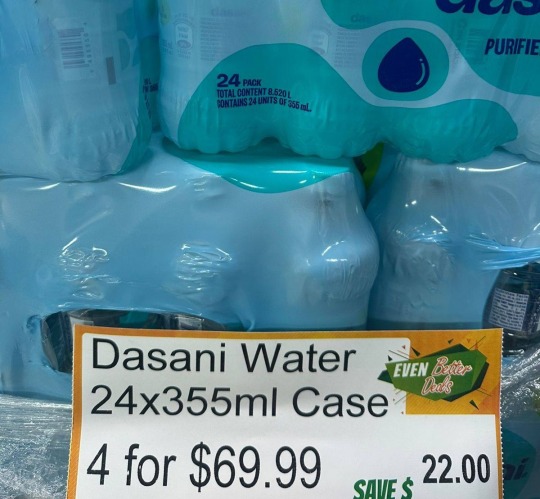 PURIFIE
24 PACK
TOTAL CONTENT 8.520 L
CONTAINS 24 UNITS OF 355 mL.
Dasani Water
24x355ml Case
EVEN Better
Deals
4 for $69.99
SAVE $ 22.00